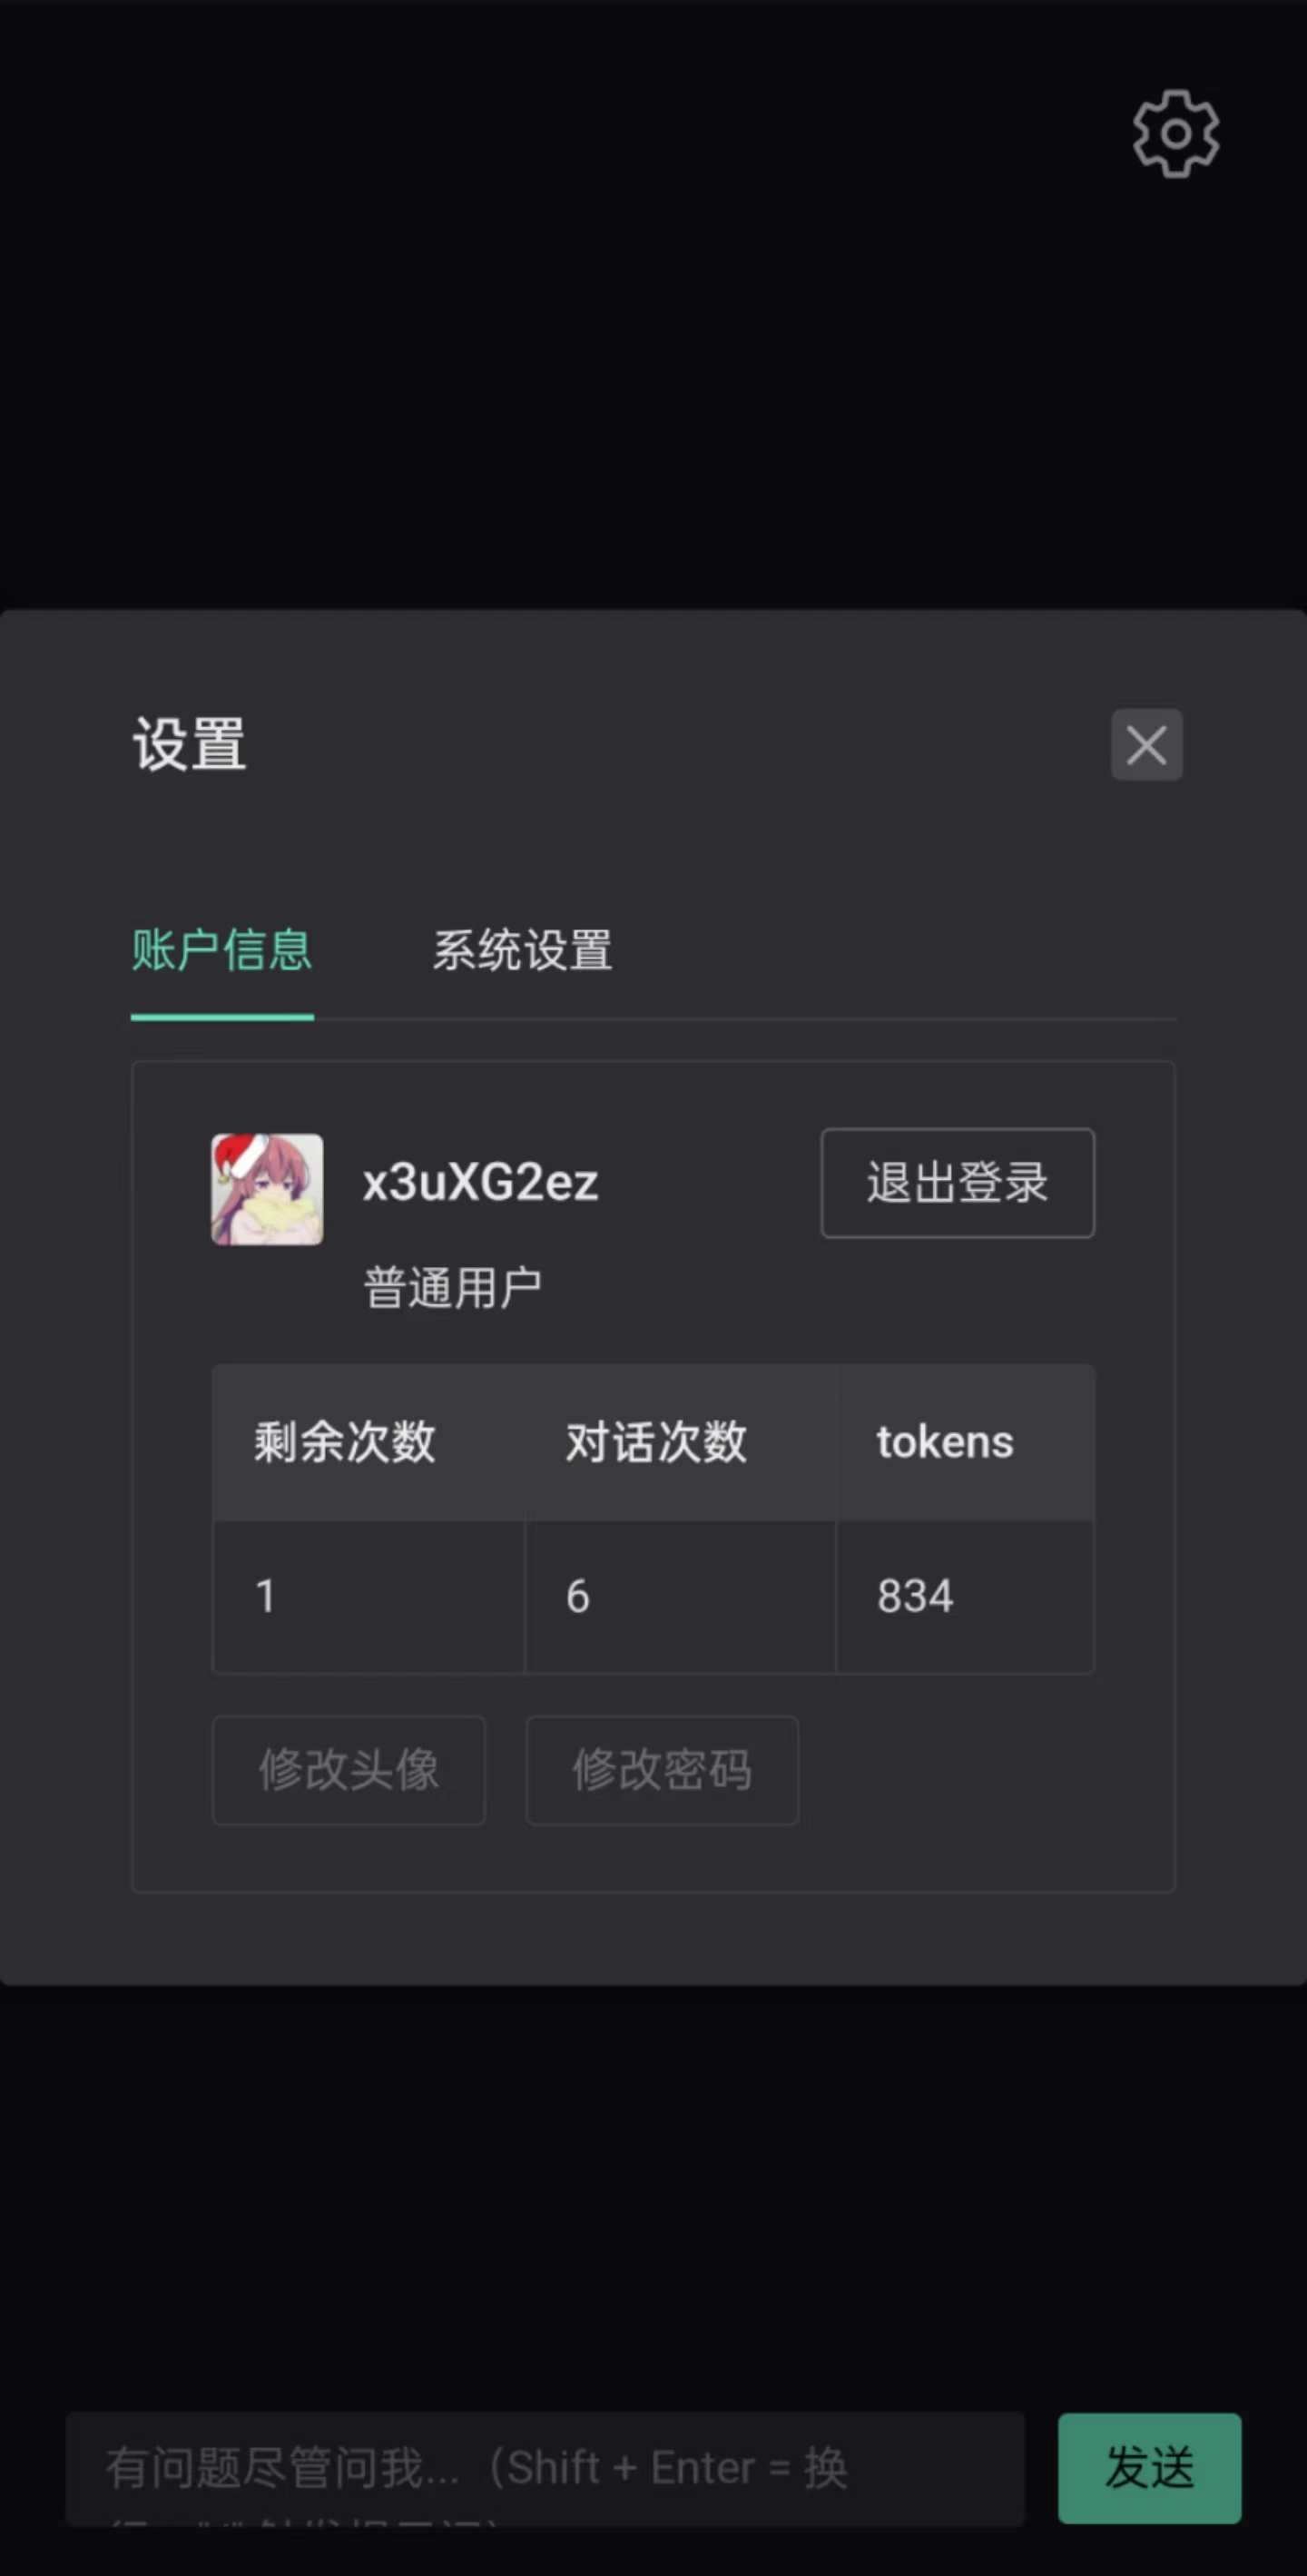 设置
账户信息 系统设置
x3uXG2ez 退出登录
普通用户
剩余次数 对话次数 tokens
1 6 834
修改头像 修改密码
有问题尽管问我...（Shift + Enter = 换
发送